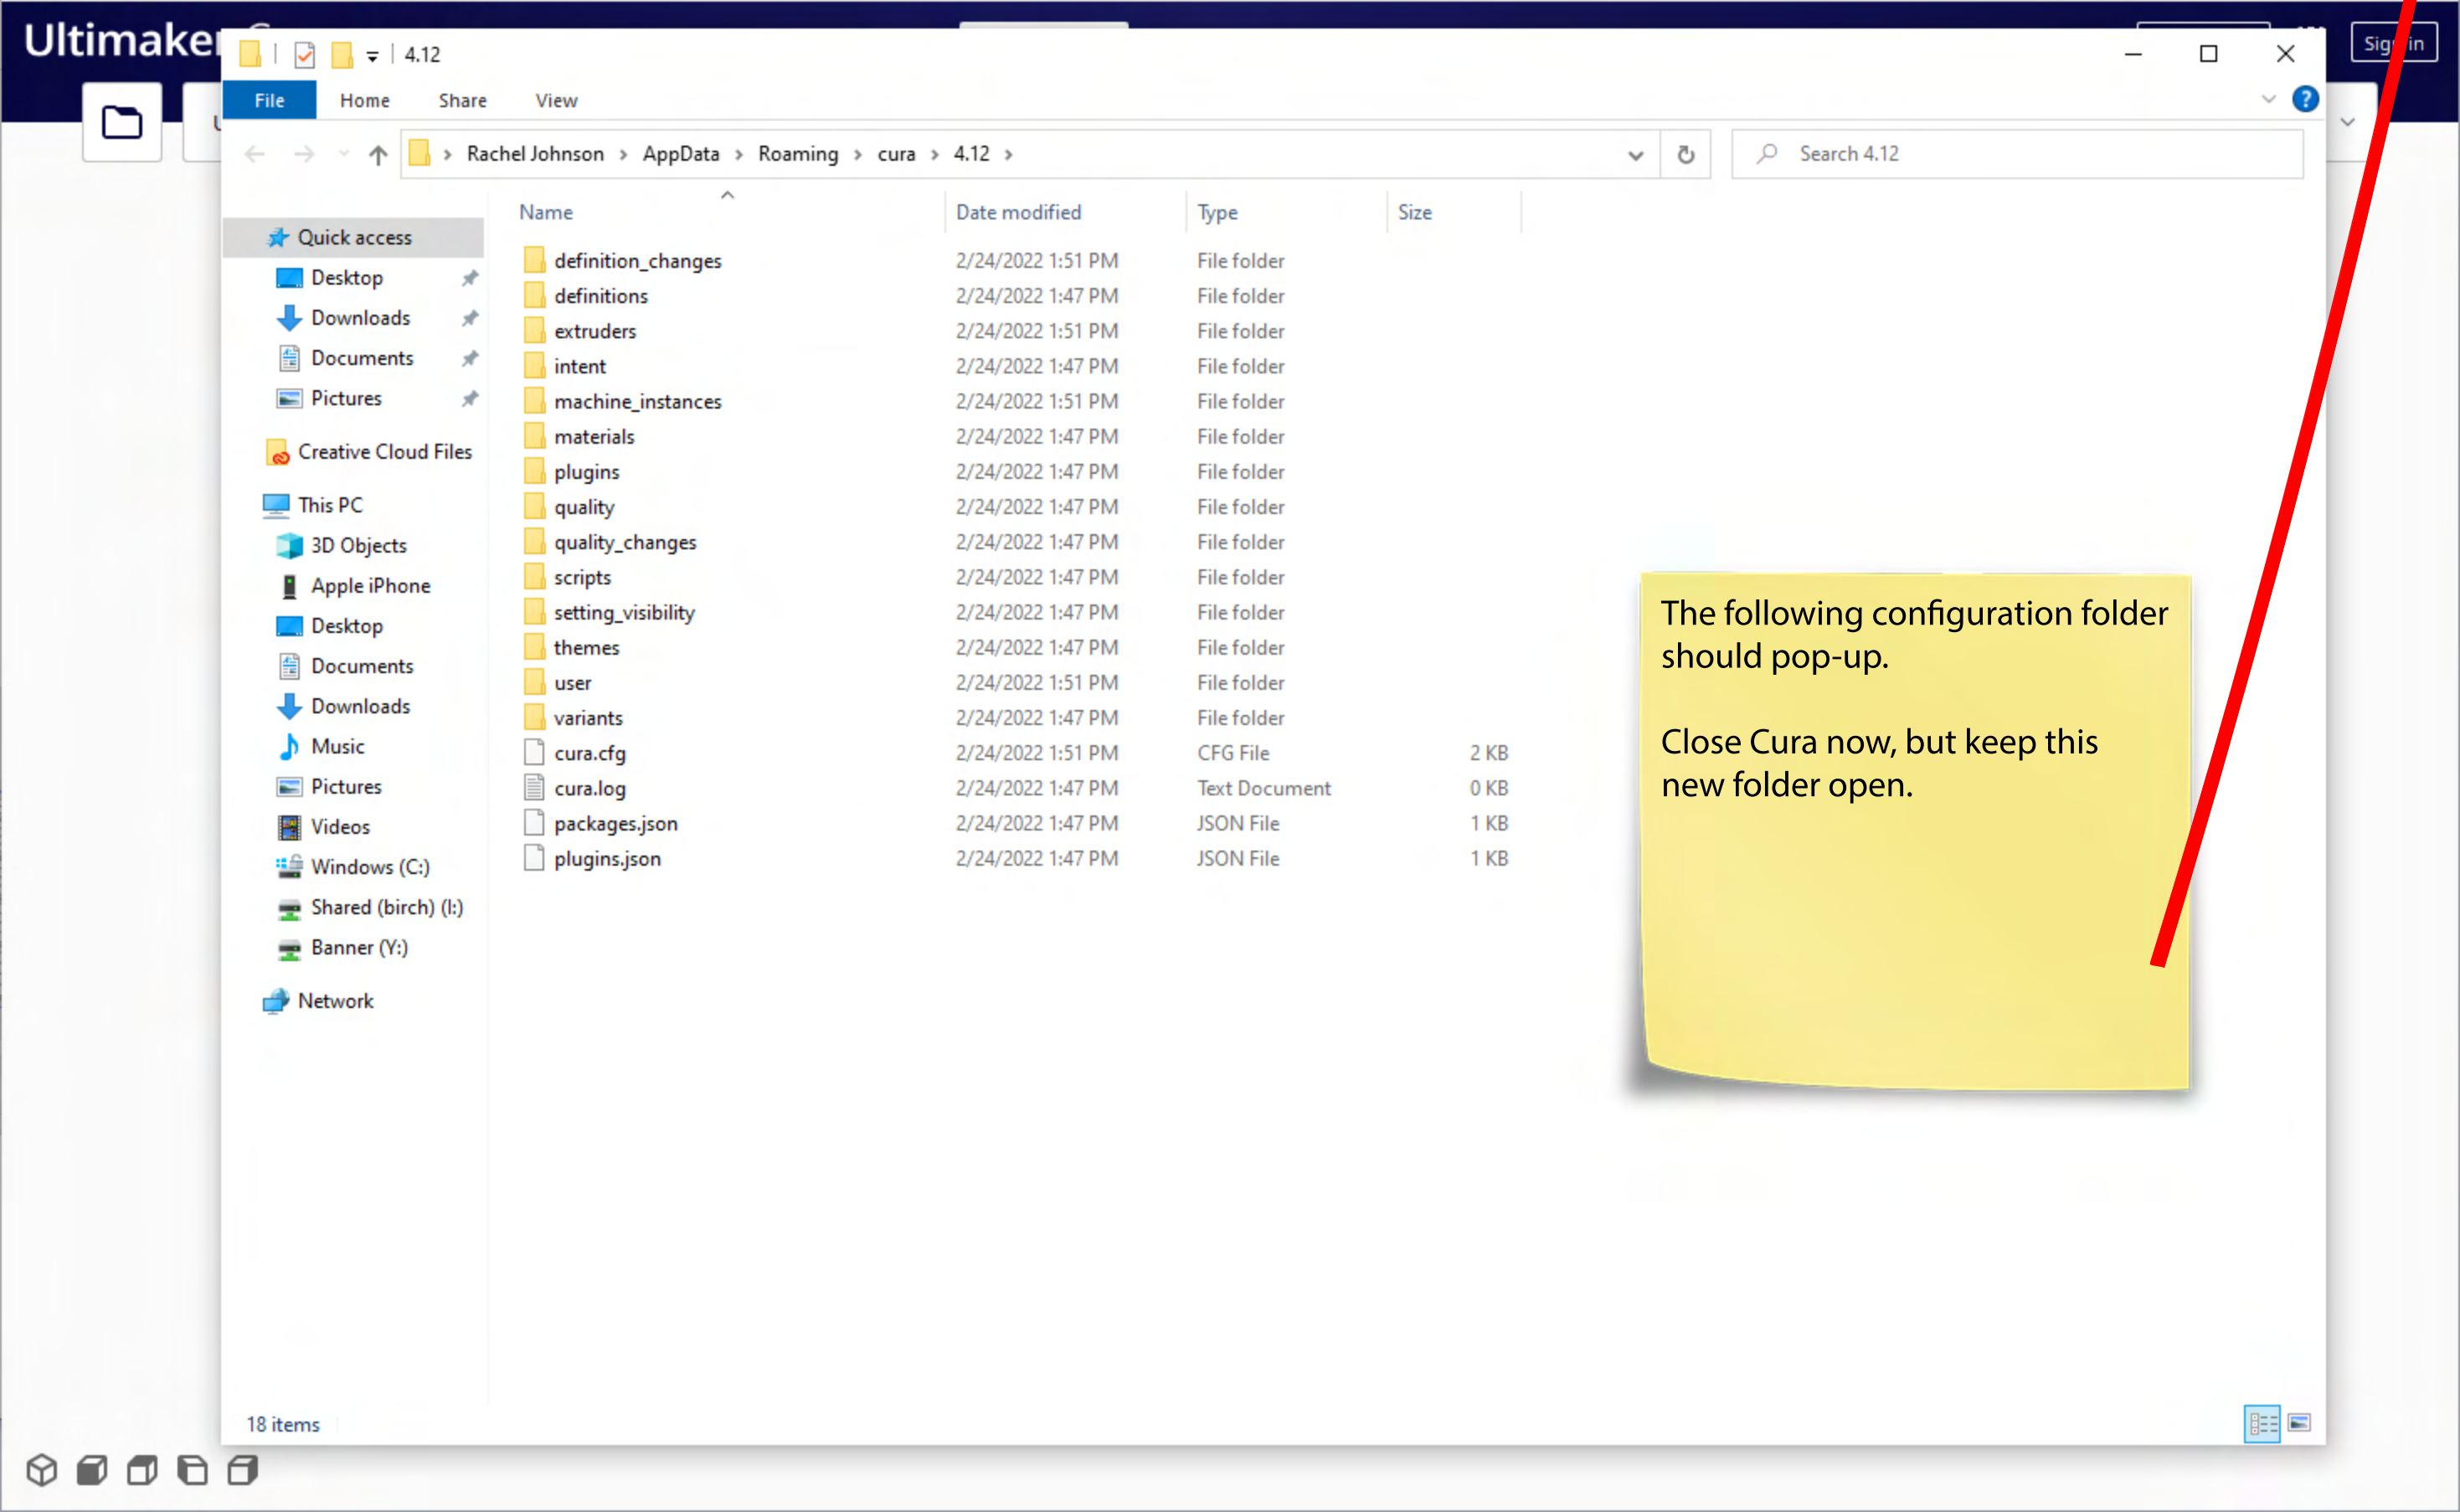 Ultimaker
4.12
Sign in
File Home Share View
Rachel Johnson > AppData > Roaming > cura > 4.12 >
Search 4.12
Name Date modified Type Size
Quick access
Desktop
Downloads
Documents
Pictures
Creative Cloud Files
This PC
3D Objects
Apple iPhone
Desktop
Documents
Downloads
Music
Pictures
Videos
Windows (C:)
Shared (birch) (I:)
Banner (Y:)
Network
definition_changes 2/24/2022 1:51 PM File folder
definitions 2/24/2022 1:47 PM File folder
extruders 2/24/2022 1:51 PM File folder
intent 2/24/2022 1:47 PM File folder
machine_instances 2/24/2022 1:51 PM File folder
materials 2/24/2022 1:47 PM File folder
plugins 2/24/2022 1:47 PM File folder
quality 2/24/2022 1:47 PM File folder
quality_changes 2/24/2022 1:47 PM File folder
scripts 2/24/2022 1:47 PM File folder
setting_visibility 2/24/2022 1:47 PM File folder
themes 2/24/2022 1:47 PM File folder
user 2/24/2022 1:51 PM File folder
variants 2/24/2022 1:47 PM File folder
cura.cfg 2/24/2022 1:51 PM CFG File 2 KB
cura.log 2/24/2022 1:47 PM Text Document 0 KB
packages.json 2/24/2022 1:47 PM JSON File 1 KB
plugins.json 2/24/2022 1:47 PM JSON File 1 KB
The following configuration folder
should pop-up.
Close Cura now, but keep this
new folder open.
18 items